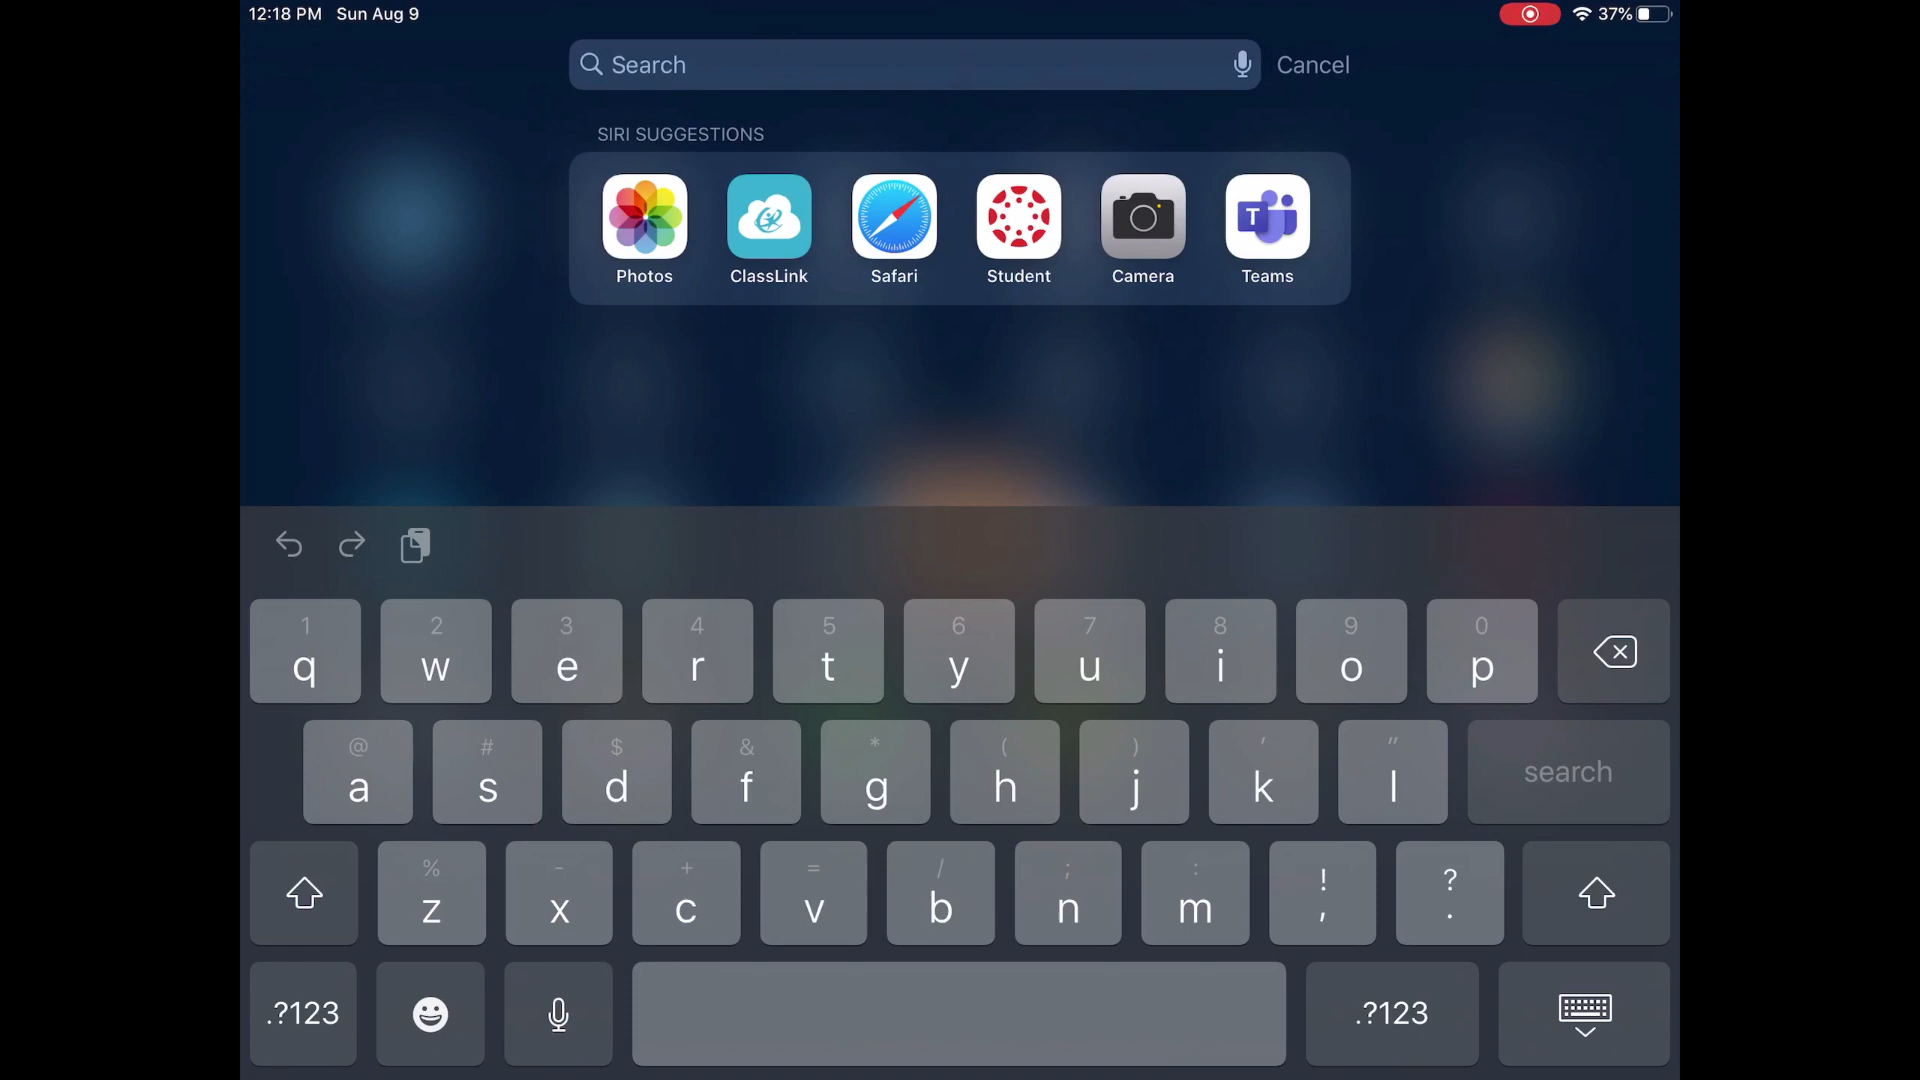 12:18 PM Sun Aug 9 37%
Search Cancel
SIRI SUGGESTIONS
T
Photos ClassLink Safari Student Camera Teams
1 2 3 4 5 6 7 8 9 0
q w e r t y u i o p
@ # $ & * ( ) ' "
a s d f g h j k l search
% - + = / ; : ! ?
z x c v b n m , .
.?123 .?123